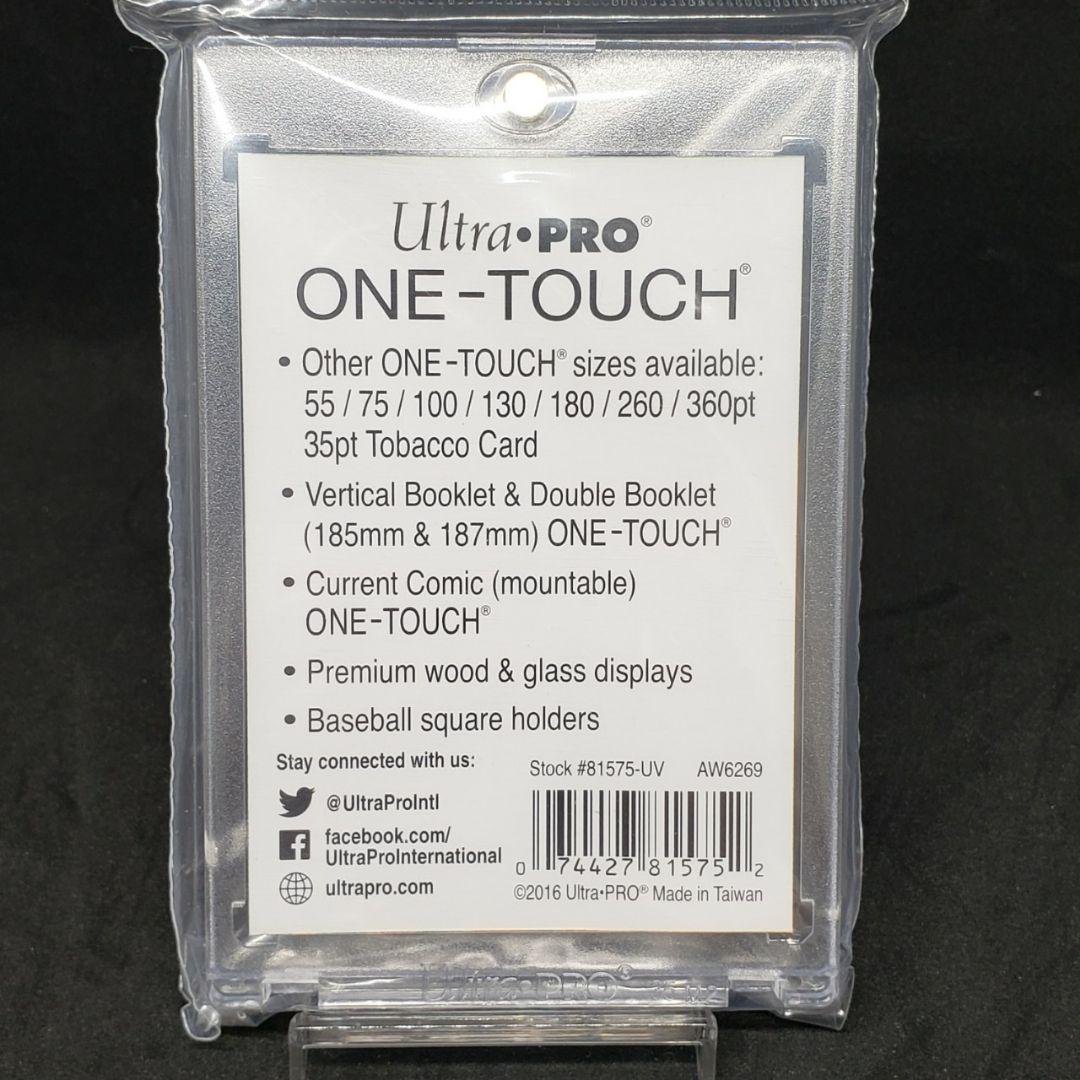 Ultra•PRO®
ONE-TOUCH®
• Other ONE-TOUCH® sizes available:
55 / 75 / 100 / 130 / 180 / 260 / 360pt
35pt Tobacco Card
• Vertical Booklet & Double Booklet
(185mm & 187mm) ONE-TOUCH®
• Current Comic (mountable)
ONE-TOUCH®
• Premium wood & glass displays
• Baseball square holders
Stay connected with us:
@UltraProIntl
facebook.com/
UltraProInternational
ultrapro.com
Stock #81575-UV AW6269
0 74427 81575 2
©2016 Ultra•PRO® Made in Taiwan
Ultra•PRO®